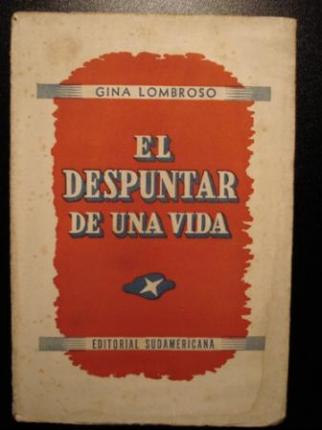 GINA LOMBROSO
EL
DESPUNTAR
DE UNA VIDA
EDITORIAL SUDAMERICANA